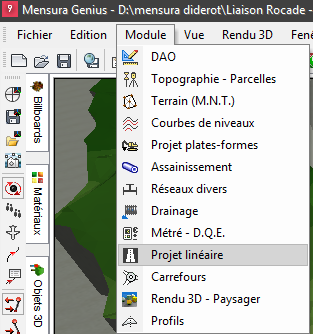 Mensura Genius - D:\mensura diderot\Liaison Rocade -
Fichier Edition Module Vue Rendu 3D Fenê
DAO
Topographie - Parcelles
Terrain (M.N.T.)
Courbes de niveaux
Projet plates-formes
Assainissement
Réseaux divers
Drainage
Métré - D.Q.E.
Projet linéaire
Carrefours
Rendu 3D - Paysager
Profils
Billboards
Matériaux
Objets 3D